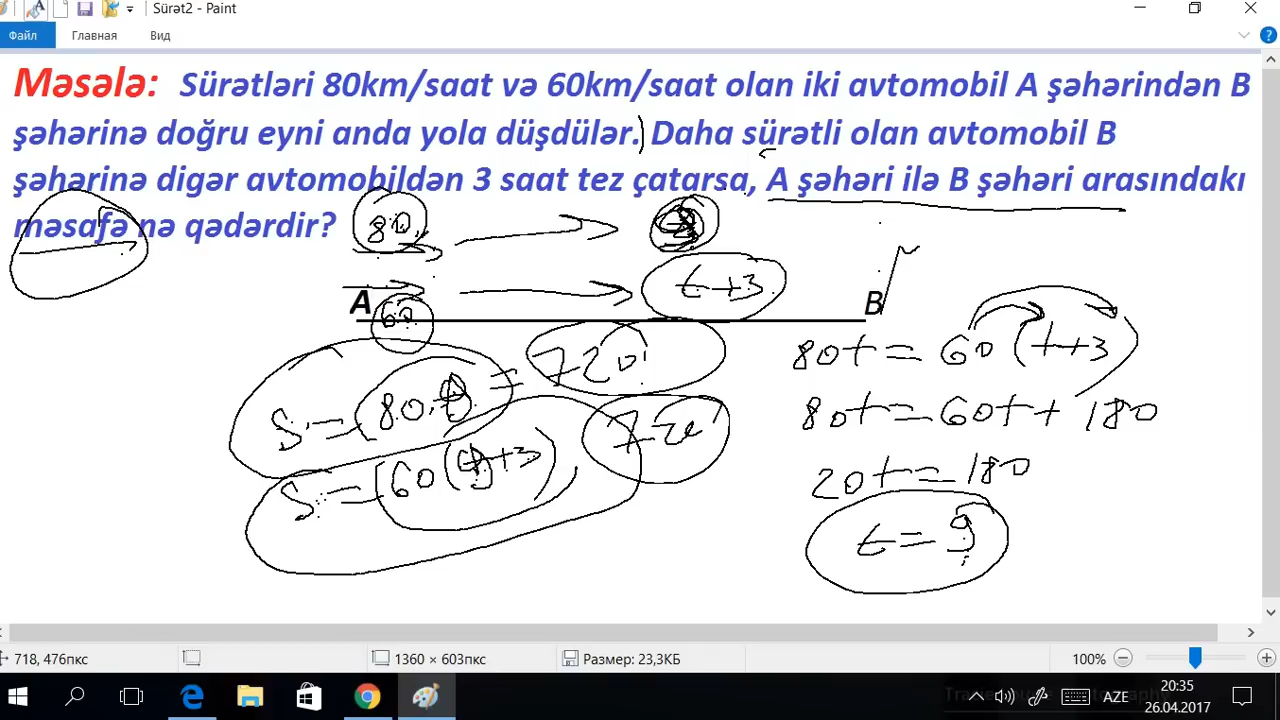 Sürət2 - Paint
Файл Главная Вид
Məsələ: Sürətləri 80km/saat və 60km/saat olan iki avtomobil A şəhərindən B
şəhərinə doğru eyni anda yola düşdülər. Daha sürətli olan avtomobil B
şəhərinə digər avtomobildən 3 saat tez çatarsa, A şəhəri ilə B şəhəri arasındakı
məsafə nə qədərdir?
80
t+3
A B
60
80t=60(t+3)
S=80. =720
80t=60t+180
720
S=60( +3)
20t=180
t=9
718, 476пкс 1360 × 603пкс Размер: 23,3КБ 100%
AZE 20:35
26.04.2017